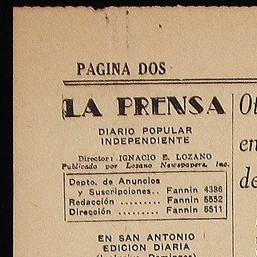 PAGINA DOS
LA PRENSA
DIARIO POPULAR
INDEPENDIENTE
Director: IGNACIO E. LOZANO
Publicado por Lozano Newspapers, Inc.
Depto. de Anuncios
y Suscripciones.. Fannin 4386
Redacción ......... Fannin 5552
Dirección ......... Fannin 5511
EN SAN ANTONIO
EDICION DIARIA
Ot
en
de